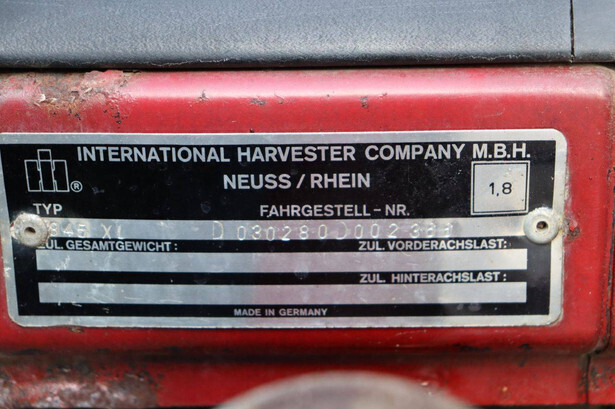 INTERNATIONAL HARVESTER COMPANY M.B.H.
NEUSS / RHEIN
1,8
TYP FAHRGESTELL - NR.
845 XL
ZUL. GESAMTGEWICHT: ZUL. VORDERACHSLAST:
ZUL. HINTERACHSLAST:
MADE IN GERMANY